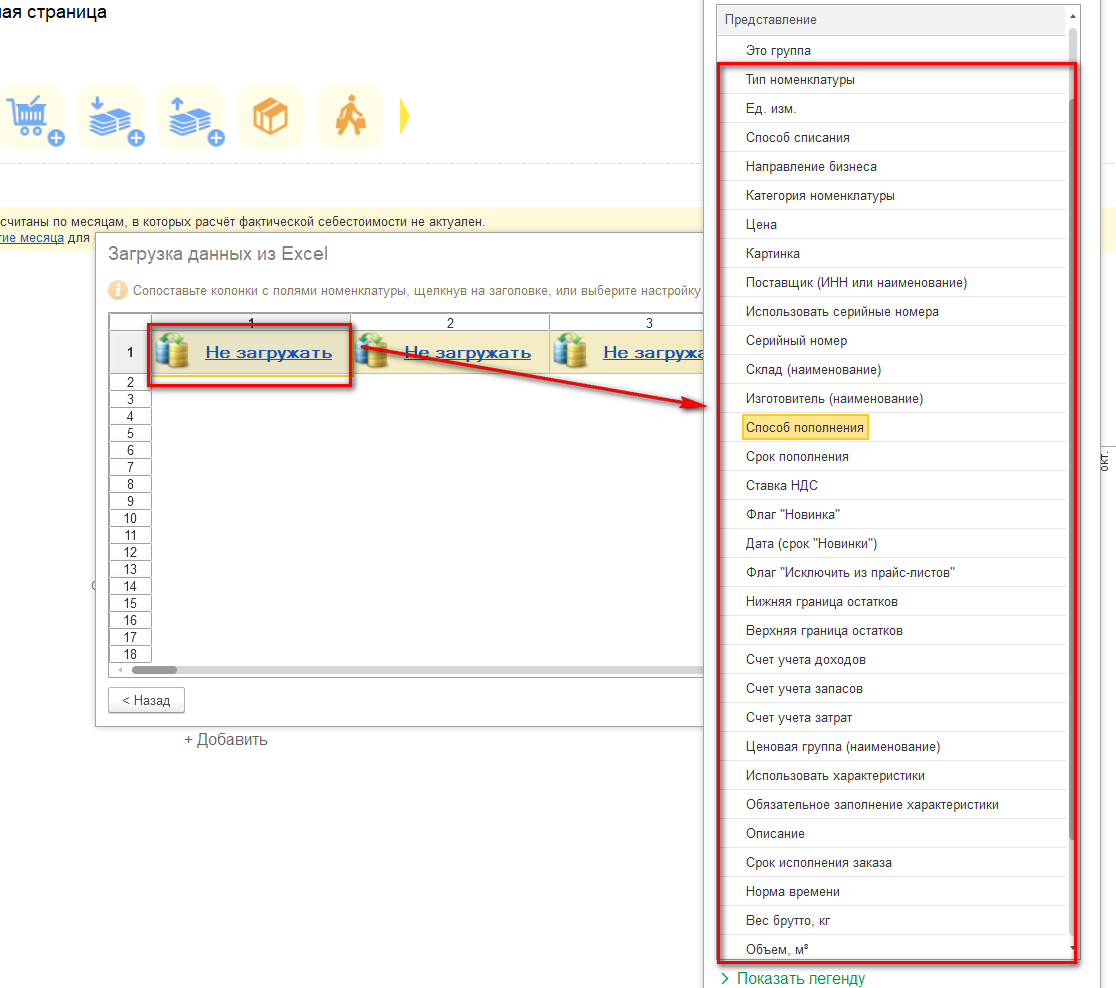 ная страница
считаны по месяцам, в которых расчёт фактической себестоимости не актуален.
тие месяца для
Загрузка данных из Excel
Сопоставьте колонки с полями номенклатуры, щелкнув на заголовке, или выберите настройку
1 2 3
1 Не загружать Не загружать Не загружа
2
3
4
5
6
7
8
9
10
11
12
13
14
15
16
17
18
< Назад
+ Добавить
Представление
Это группа
Тип номенклатуры
Ед. изм.
Способ списания
Направление бизнеса
Категория номенклатуры
Цена
Картинка
Поставщик (ИНН или наименование)
Использовать серийные номера
Серийный номер
Склад (наименование)
Изготовитель (наименование)
Способ пополнения
Срок пополнения
Ставка НДС
Флаг "Новинка"
Дата (срок "Новинки")
Флаг "Исключить из прайс-листов"
Нижняя граница остатков
Верхняя граница остатков
Счет учета доходов
Счет учета запасов
Счет учета затрат
Ценовая группа (наименование)
Использовать характеристики
Обязательное заполнение характеристики
Описание
Срок исполнения заказа
Норма времени
Вес брутто, кг
Объем, м³
Показать легенду
окт.